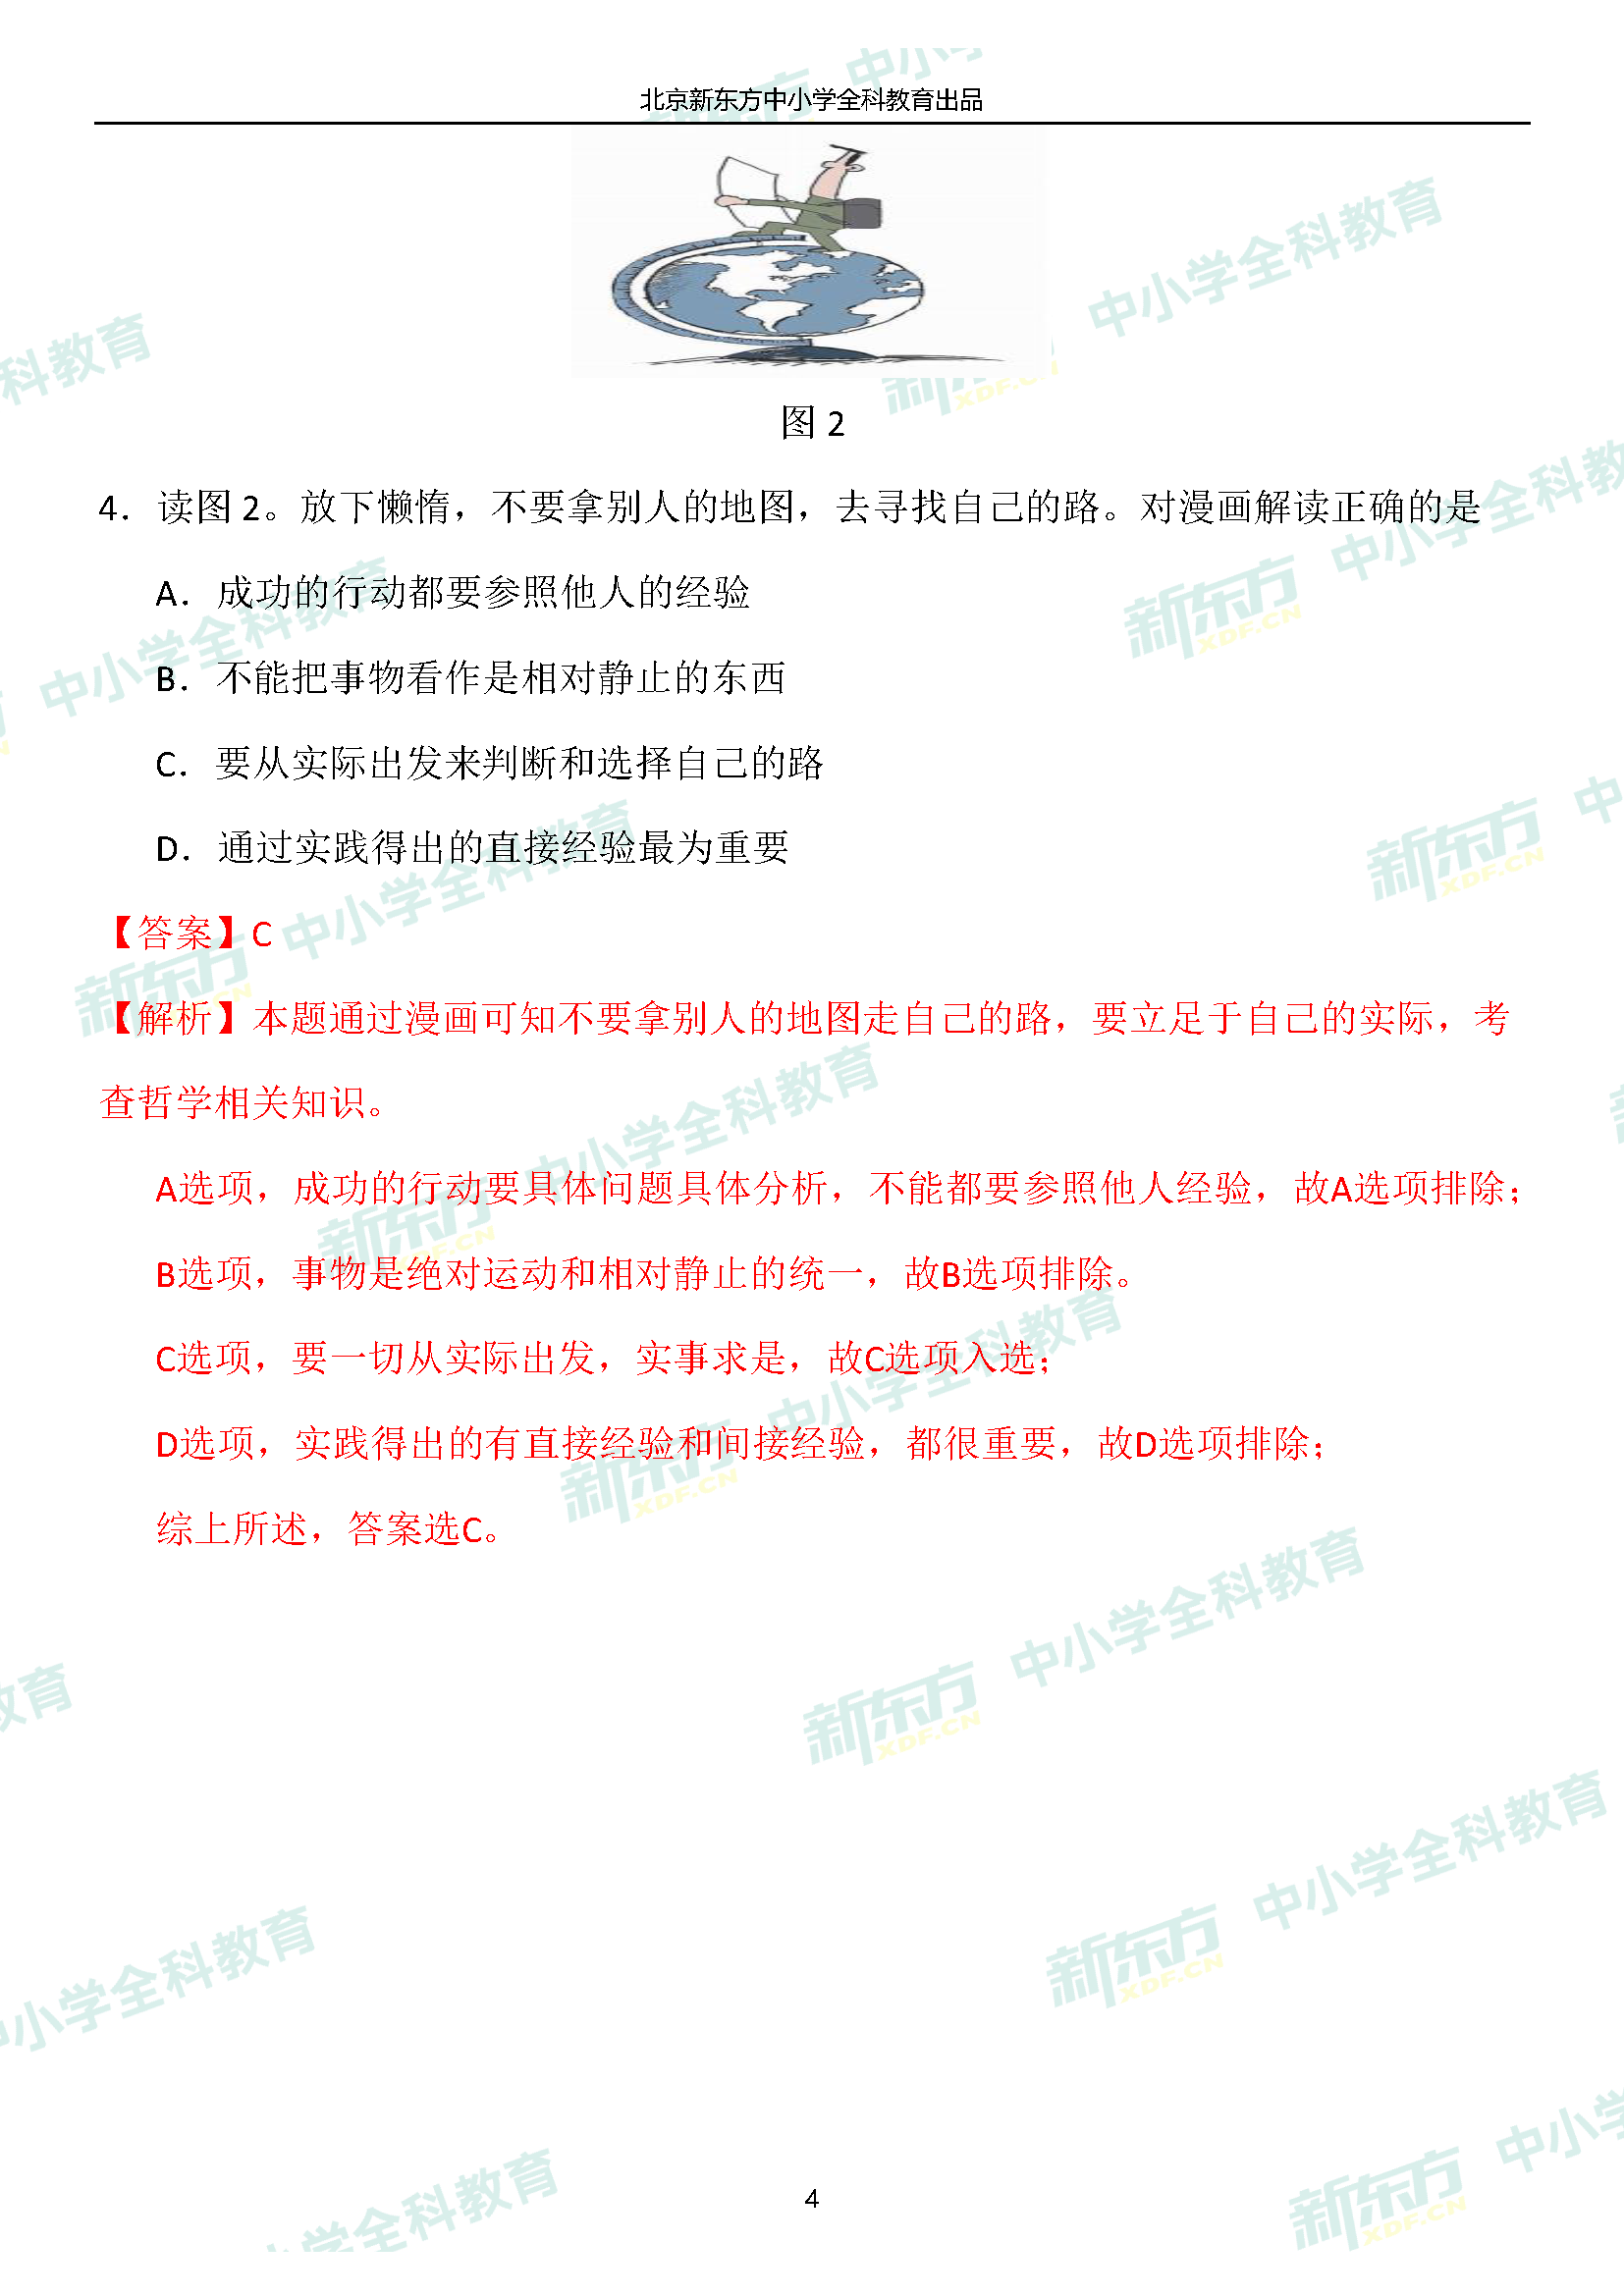 北京新东方中小学全科教育出品
图 2
4. 读图 2。放下懒惰，不要拿别人的地图，去寻找自己的路。对漫画解读正确的是
A. 成功的行动都要参照他人的经验
B. 不能把事物看作是相对静止的东西
C. 要从实际出发来判断和选择自己的路
D. 通过实践得出的直接经验最为重要
【答案】C
【解析】本题通过漫画可知不要拿别人的地图走自己的路，要立足于自己的实际，考
查哲学相关知识。
A选项，成功的行动要具体问题具体分析，不能都要参照他人经验，故A选项排除；
B选项，事物是绝对运动和相对静止的统一，故B选项排除。
C选项，要一切从实际出发，实事求是，故C选项入选；
D选项，实践得出的有直接经验和间接经验，都很重要，故D选项排除；
综上所述，答案选C。
4
新东方 XDF.CN 中小学全科教育